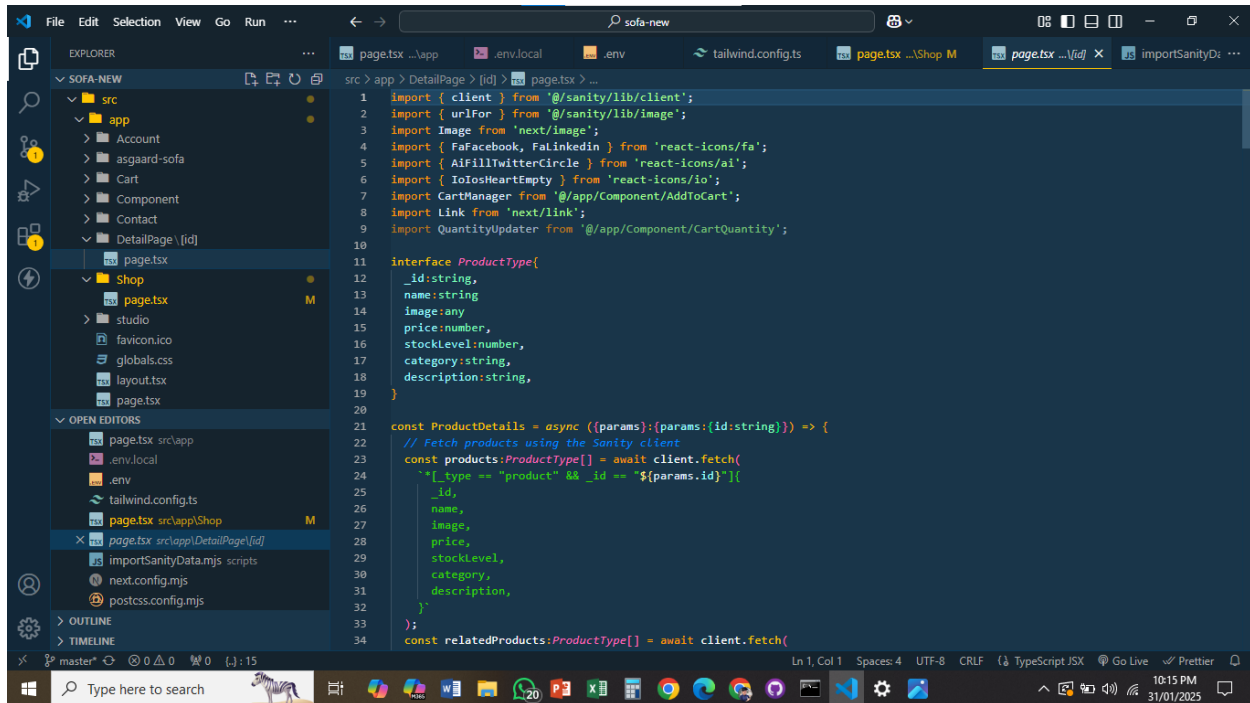 File Edit Selection View Go Run ··· ← → sofa-new
EXPLORER ···
SOFA-NEW
src
app
Account
asgaard-sofa
Cart
Component
Contact
DetailPage \ [id]
page.tsx
Shop
page.tsx M
studio
favicon.ico
globals.css
layout.tsx
page.tsx
OPEN EDITORS
page.tsx src\app
.env.local
.env
tailwind.config.ts
page.tsx src\app\Shop M
page.tsx src\app\DetailPage\[id]
importSanityData.mjs scripts
next.config.mjs
postcss.config.mjs
OUTLINE
TIMELINE
1
1
page.tsx ...\app .env.local .env tailwind.config.ts page.tsx ...\Shop M page.tsx ...\[id] importSanityDa ···
src > app > DetailPage > [id] > page.tsx > ...
1 import { client } from '@/sanity/lib/client';
2 import { urlFor } from '@/sanity/lib/image';
3 import Image from 'next/image';
4 import { FaFacebook, FaLinkedin } from 'react-icons/fa';
5 import { AiFillTwitterCircle } from 'react-icons/ai';
6 import { IoIosHeartEmpty } from 'react-icons/io';
7 import CartManager from '@/app/Component/AddToCart';
8 import Link from 'next/link';
9 import QuantityUpdater from '@/app/Component/CartQuantity';
10
11 interface ProductType{
12 _id:string,
13 name:string
14 image:any
15 price:number,
16 stockLevel:number,
17 category:string,
18 description:string,
19 }
20
21 const ProductDetails = async ({params}:{params:{id:string}}) => {
22 // Fetch products using the Sanity client
23 const products:ProductType[] = await client.fetch(
24 `*[_type == "product" && _id == "${params.id}"]{
25 _id,
26 name,
27 image,
28 price,
29 stockLevel,
30 category,
31 description,
32 }`
33 );
34 const relatedProducts:ProductType[] = await client.fetch(
master* 0 0 0 {..} : 15 Ln 1, Col 1 Spaces: 4 UTF-8 CRLF TypeScript JSX Go Live Prettier
Type here to search 20 10:15 PM
31/01/2025